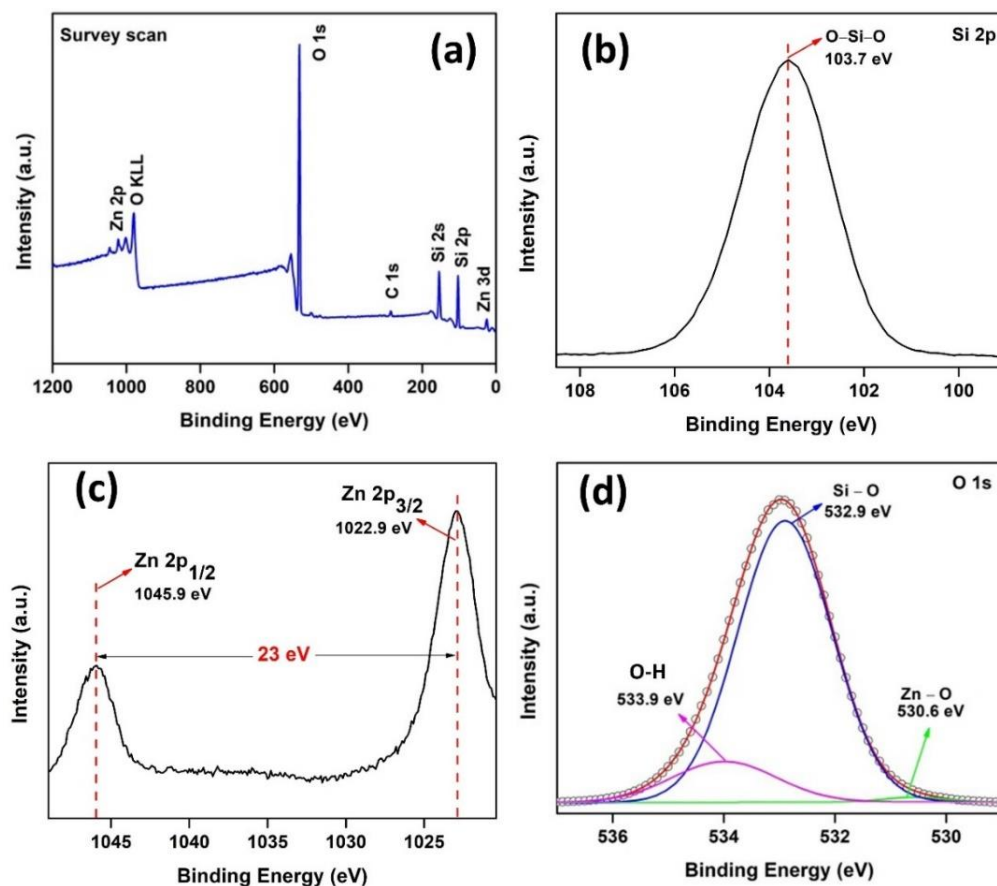 Survey scan
(a)
O 1s
Zn 2p
O KLL
C 1s
Si 2s
Si 2p
Zn 3d
Intensity (a.u.)
1200 1000 800 600 400 200 0
Binding Energy (eV)
(b)
O–Si–O
103.7 eV
Si 2p
Intensity (a.u.)
108 106 104 102 100
Binding Energy (eV)
(c)
Zn 2p3/2
1022.9 eV
Zn 2p1/2
1045.9 eV
23 eV
Intensity (a.u.)
1045 1040 1035 1030 1025
Binding Energy (eV)
(d)
O 1s
Si – O
532.9 eV
O-H
533.9 eV
Zn – O
530.6 eV
Intensity (a.u.)
536 534 532 530
Binding Energy (eV)